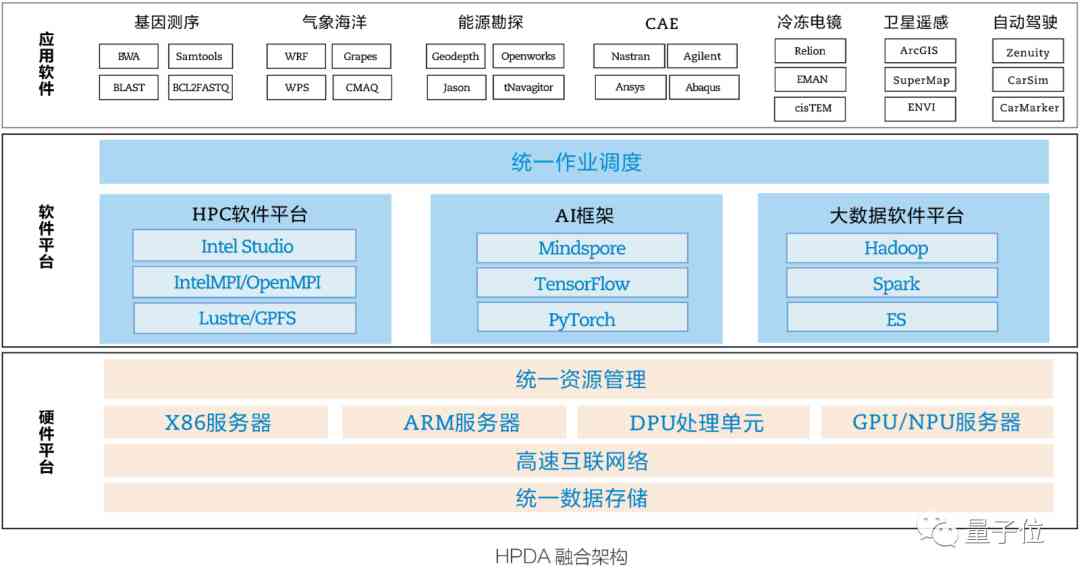 应用软件
基因测序
BWA
Samtools
BLAST
BCL2FASTQ
气象海洋
WRF
Grapes
WPS
CMAQ
能源勘探
Geodepth
Openworks
Jason
tNavagitor
CAE
Nastran
Agilent
Ansys
Abaqus
冷冻电镜
Relion
EMAN
cisTEM
卫星遥感
ArcGIS
SuperMap
ENVI
自动驾驶
Zenuity
CarSim
CarMarker
软件平台
统一作业调度
HPC软件平台
Intel Studio
IntelMPI/OpenMPI
Lustre/GPFS
AI框架
Mindspore
TensorFlow
PyTorch
大数据软件平台
Hadoop
Spark
ES
硬件平台
统一资源管理
X86服务器
ARM服务器
DPU处理单元
GPU/NPU服务器
高速互联网络
统一数据存储
量子位
HPDA 融合架构